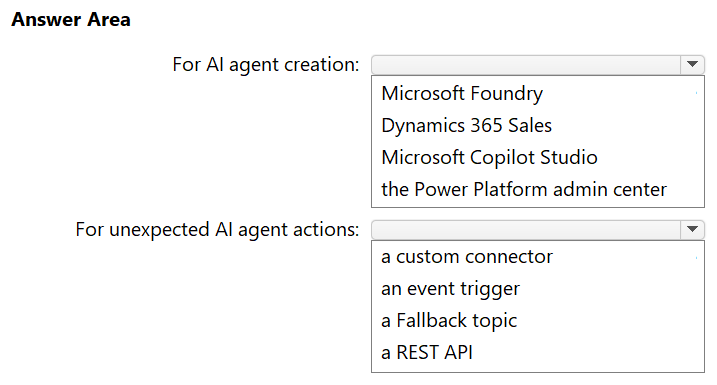 Answer Area
For AI agent creation:
Microsoft Foundry
Dynamics 365 Sales
Microsoft Copilot Studio
the Power Platform admin center
For unexpected AI agent actions:
a custom connector
an event trigger
a Fallback topic
a REST API